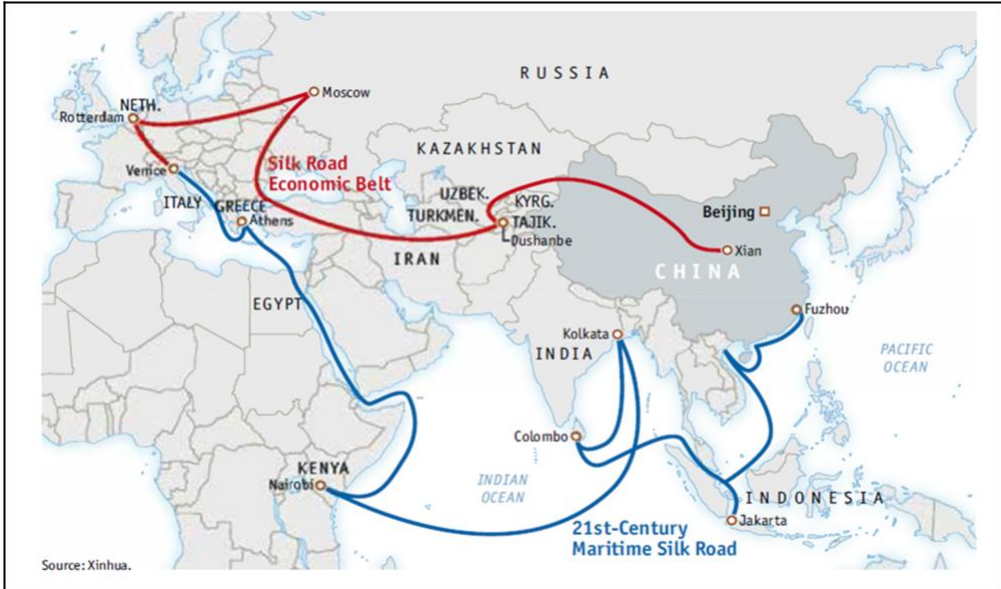 RUSSIA
Moscow
NETH.
Rotterdam
KAZAKHSTAN
Silk Road
Economic Belt
Venice
UZBEK.
KYRG.
ITALY
GREECE
TURKMEN.
TAJIK.
Beijing
Athens
Dushanbe
Xian
IRAN
CHINA
EGYPT
Fuzhou
Kolkata
INDIA
PACIFIC
OCEAN
Colombo
KENYA
Nairobi
INDIAN
OCEAN
INDONESIA
Jakarta
21st-Century
Maritime Silk Road
Source: Xinhua.